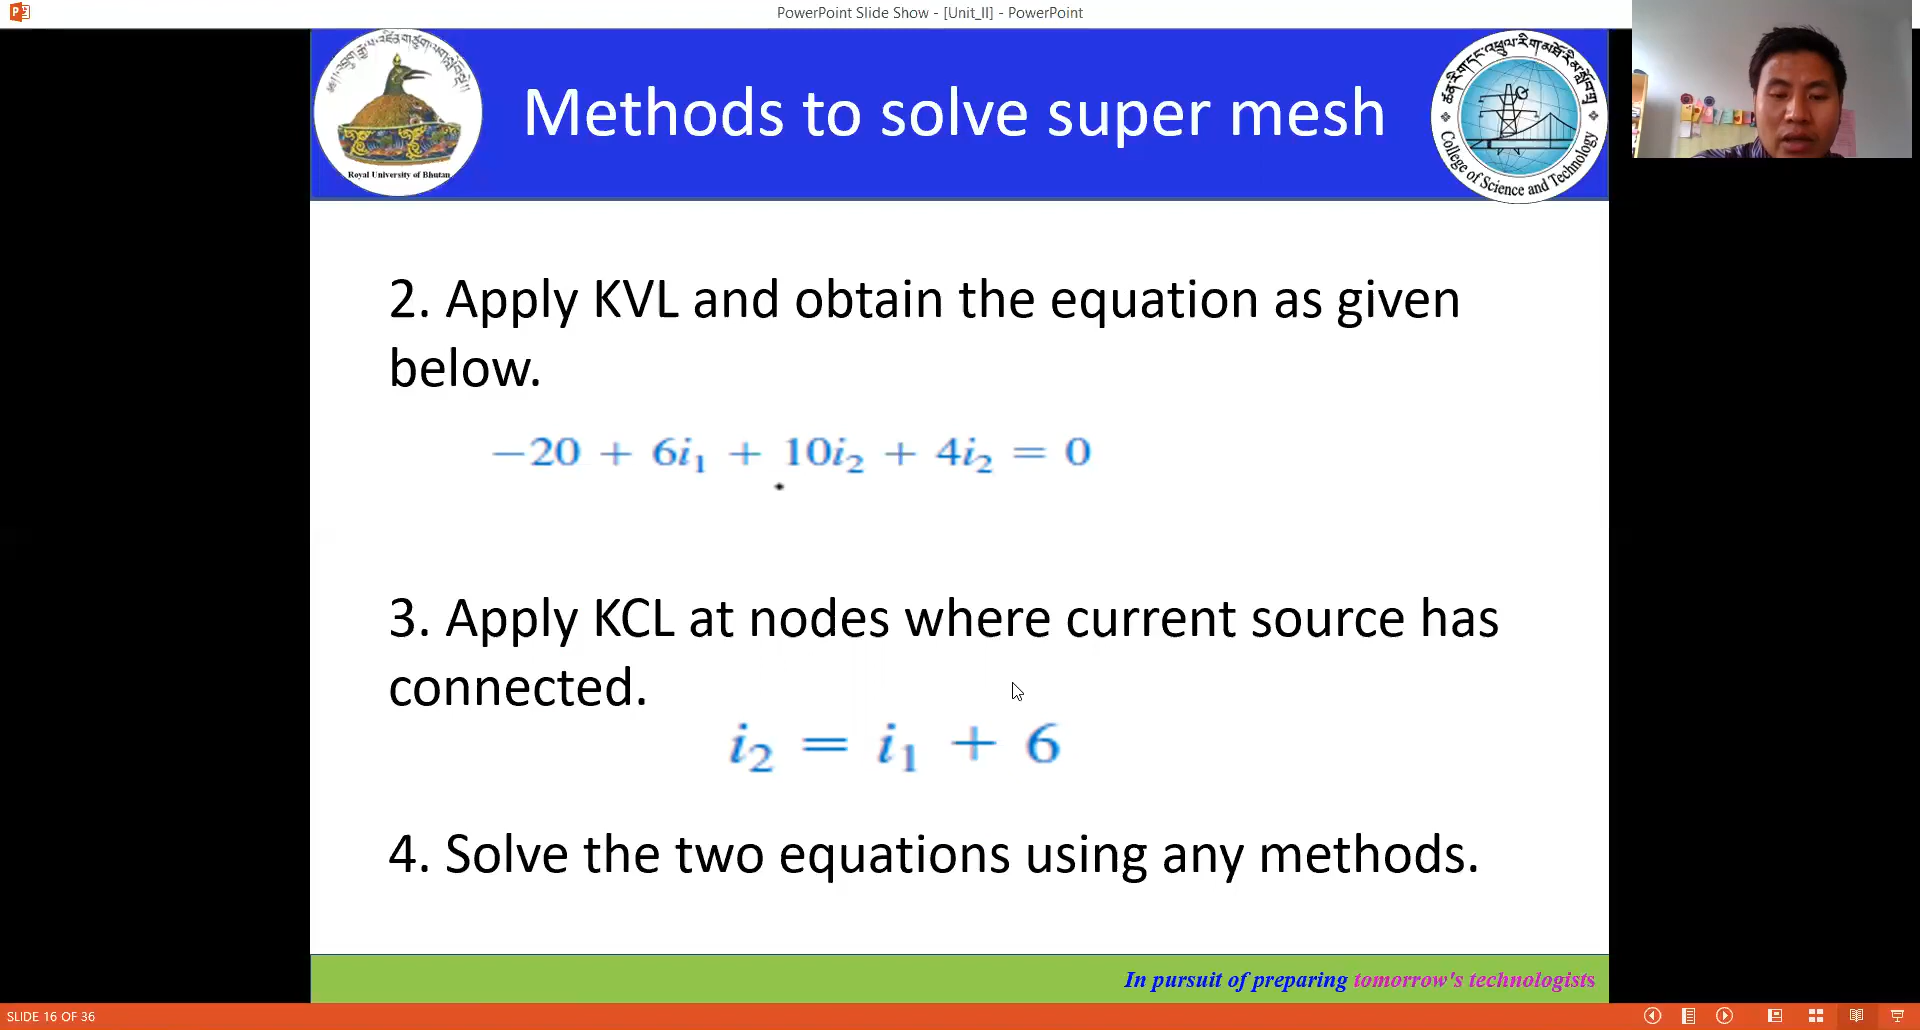 PowerPoint Slide Show - [Unit_II] - PowerPoint
Royal University of Bhutan
Methods to solve super mesh
College of Science and Technology
2. Apply KVL and obtain the equation as given
below.
−20 + 6i₁ + 10i₂ + 4i₂ = 0
3. Apply KCL at nodes where current source has
connected.
i₂ = i₁ + 6
4. Solve the two equations using any methods.
In pursuit of preparing tomorrow's technologists
SLIDE 16 OF 36